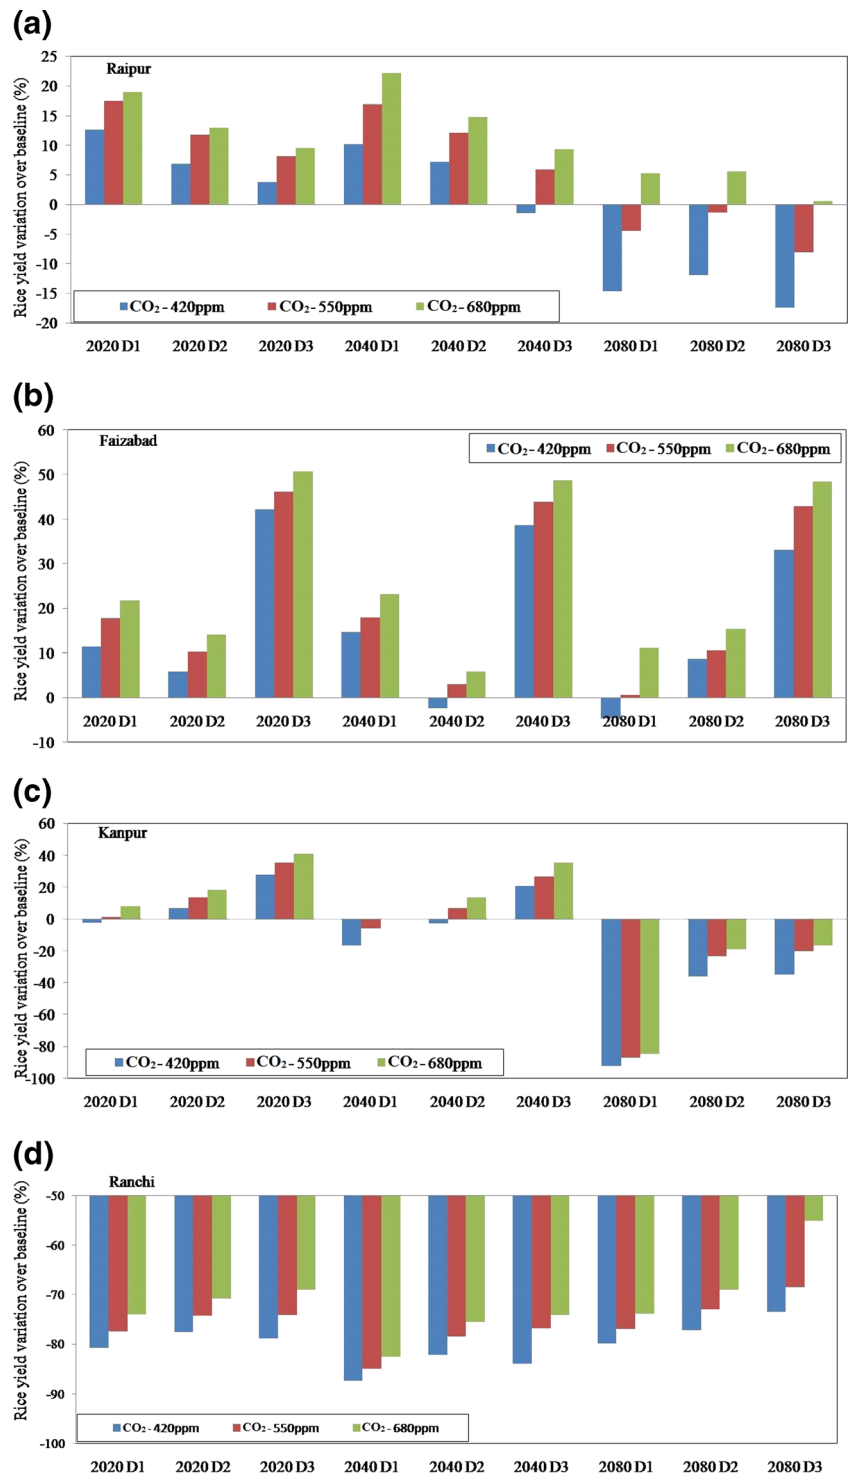 (a)
Rice yield variation over baseline (%)
25
20
15
10
5
0
-5
-10
-15
-20
Raipur
CO₂ - 420ppm CO₂ - 550ppm CO₂ - 680ppm
2020 D1 2020 D2 2020 D3 2040 D1 2040 D2 2040 D3 2080 D1 2080 D2 2080 D3
(b)
Rice yield variation over baseline (%)
60
50
40
30
20
10
0
-10
Faizabad
CO₂ - 420ppm CO₂ - 550ppm CO₂ - 680ppm
2020 D1 2020 D2 2020 D3 2040 D1 2040 D2 2040 D3 2080 D1 2080 D2 2080 D3
(c)
Rice yield variation over baseline (%)
60
40
20
0
-20
-40
-60
-80
-100
Kanpur
CO₂ - 420ppm CO₂ - 550ppm CO₂ - 680ppm
2020 D1 2020 D2 2020 D3 2040 D1 2040 D2 2040 D3 2080 D1 2080 D2 2080 D3
(d)
Rice yield variation over baseline (%)
-50
-60
-70
-80
-90
-100
Ranchi
CO₂ - 420ppm CO₂ - 550ppm CO₂ - 680ppm
2020 D1 2020 D2 2020 D3 2040 D1 2040 D2 2040 D3 2080 D1 2080 D2 2080 D3